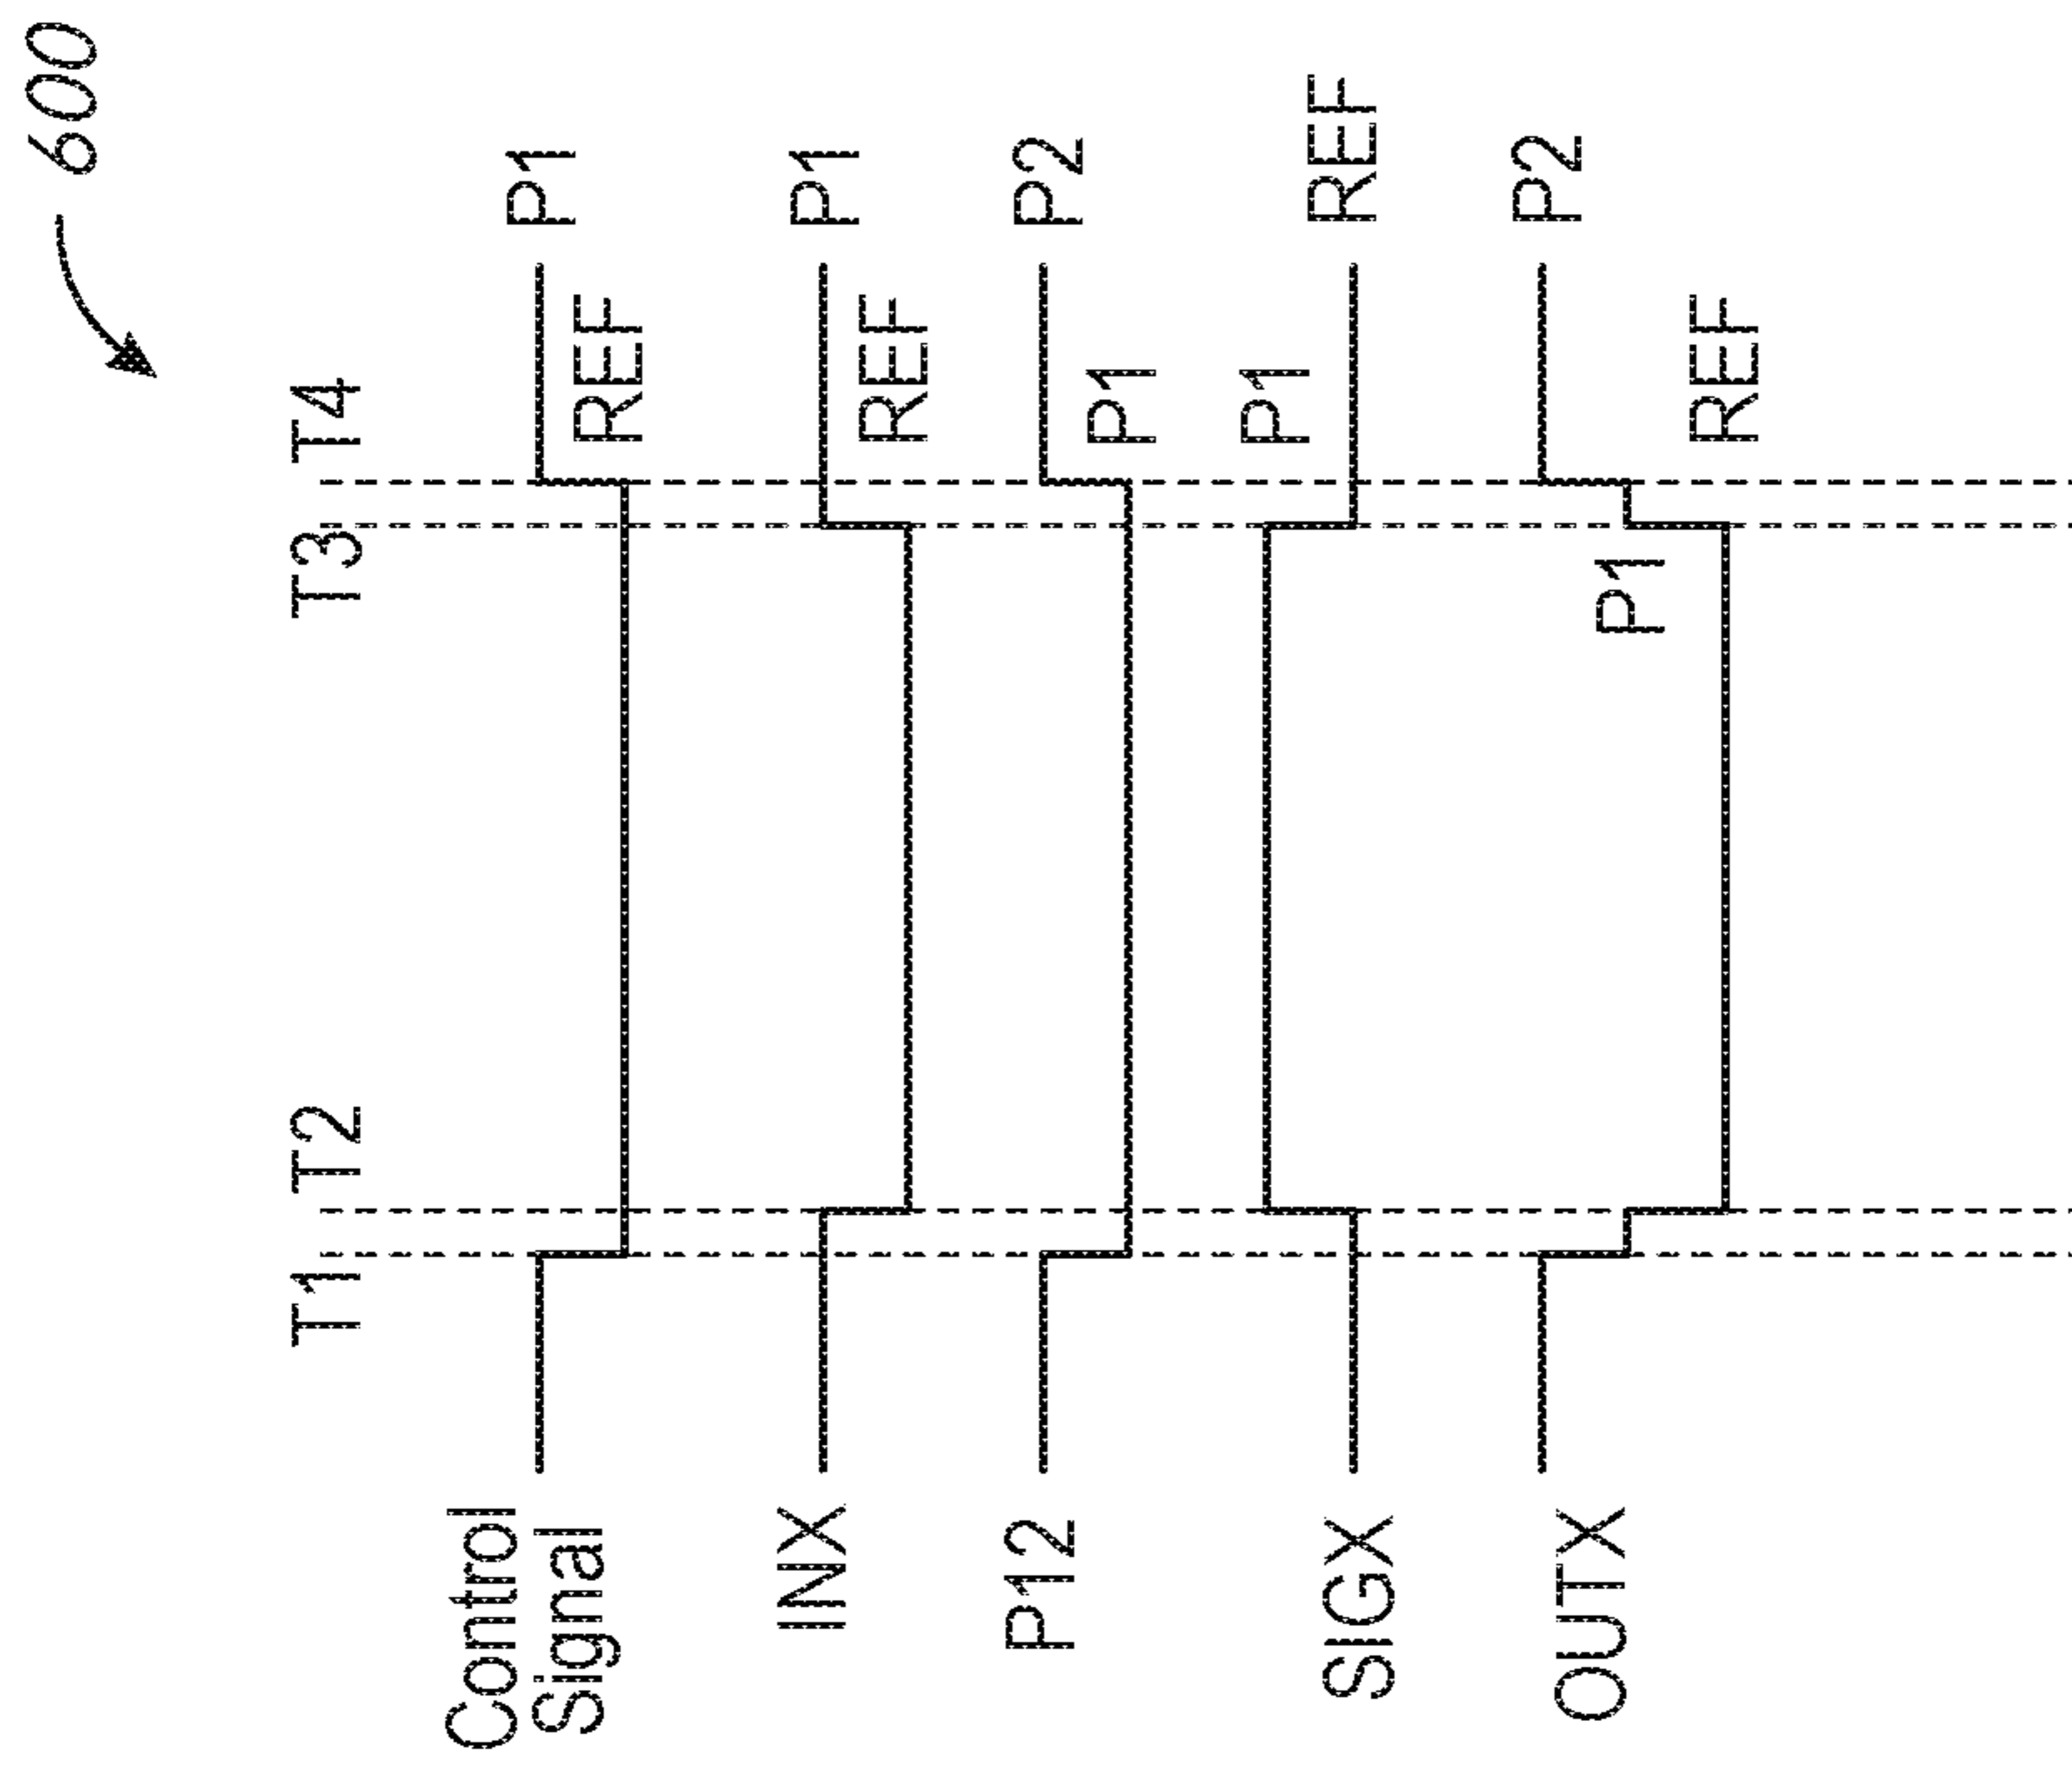 600
T1
T2
T3
T4
Control
Signal
P1
REF
INX
P1
REF
P12
P2
P1
SIGX
P1
REF
OUTX
P2
P1
REF